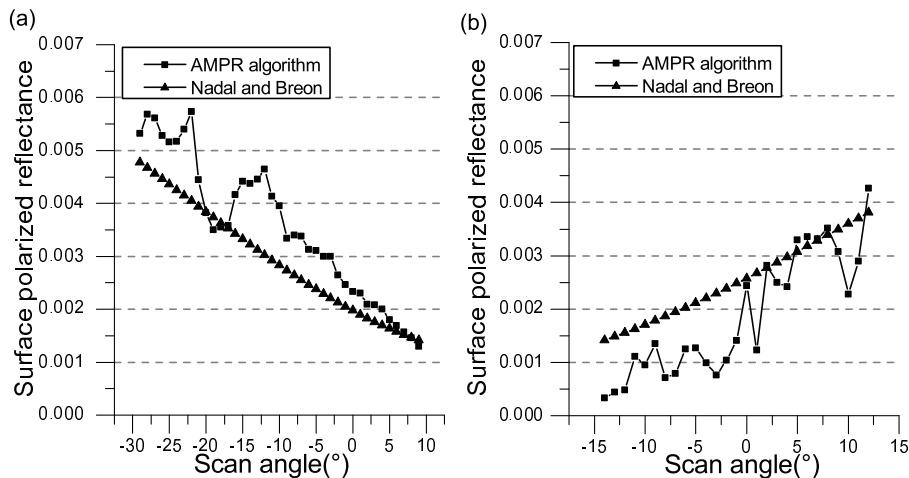 (a)
Surface polarized reflectance
0.007
0.006
0.005
0.004
0.003
0.002
0.001
0.000
AMPR algorithm
Nadal and Breon
-30 -25 -20 -15 -10 -5 0 5 10
Scan angle(°)
(b)
Surface polarized reflectance
0.007
0.006
0.005
0.004
0.003
0.002
0.001
0.000
AMPR algorithm
Nadal and Breon
-15 -10 -5 0 5 10 15
Scan angle(°)